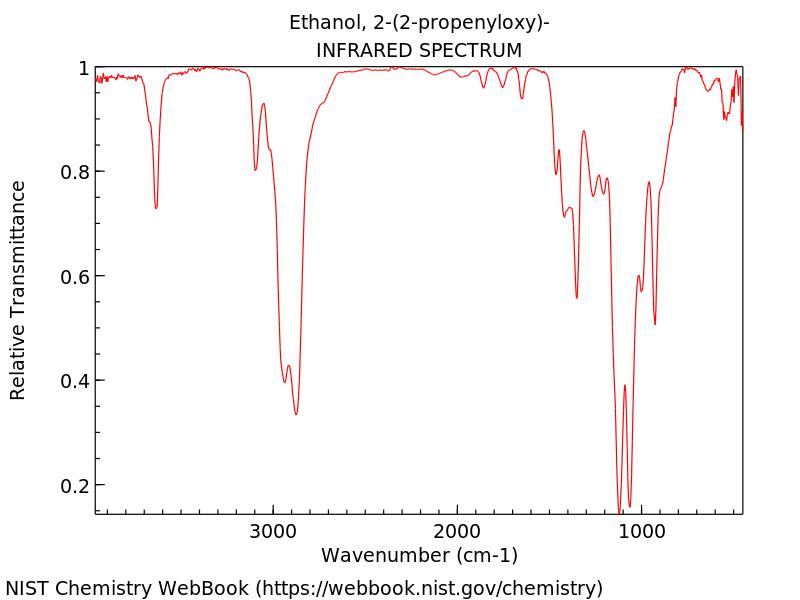 Ethanol, 2-(2-propenyloxy)-
INFRARED SPECTRUM
1
0.8
0.6
0.4
0.2
Relative Transmittance
3000 2000 1000
Wavenumber (cm-1)
NIST Chemistry WebBook (https://webbook.nist.gov/chemistry)